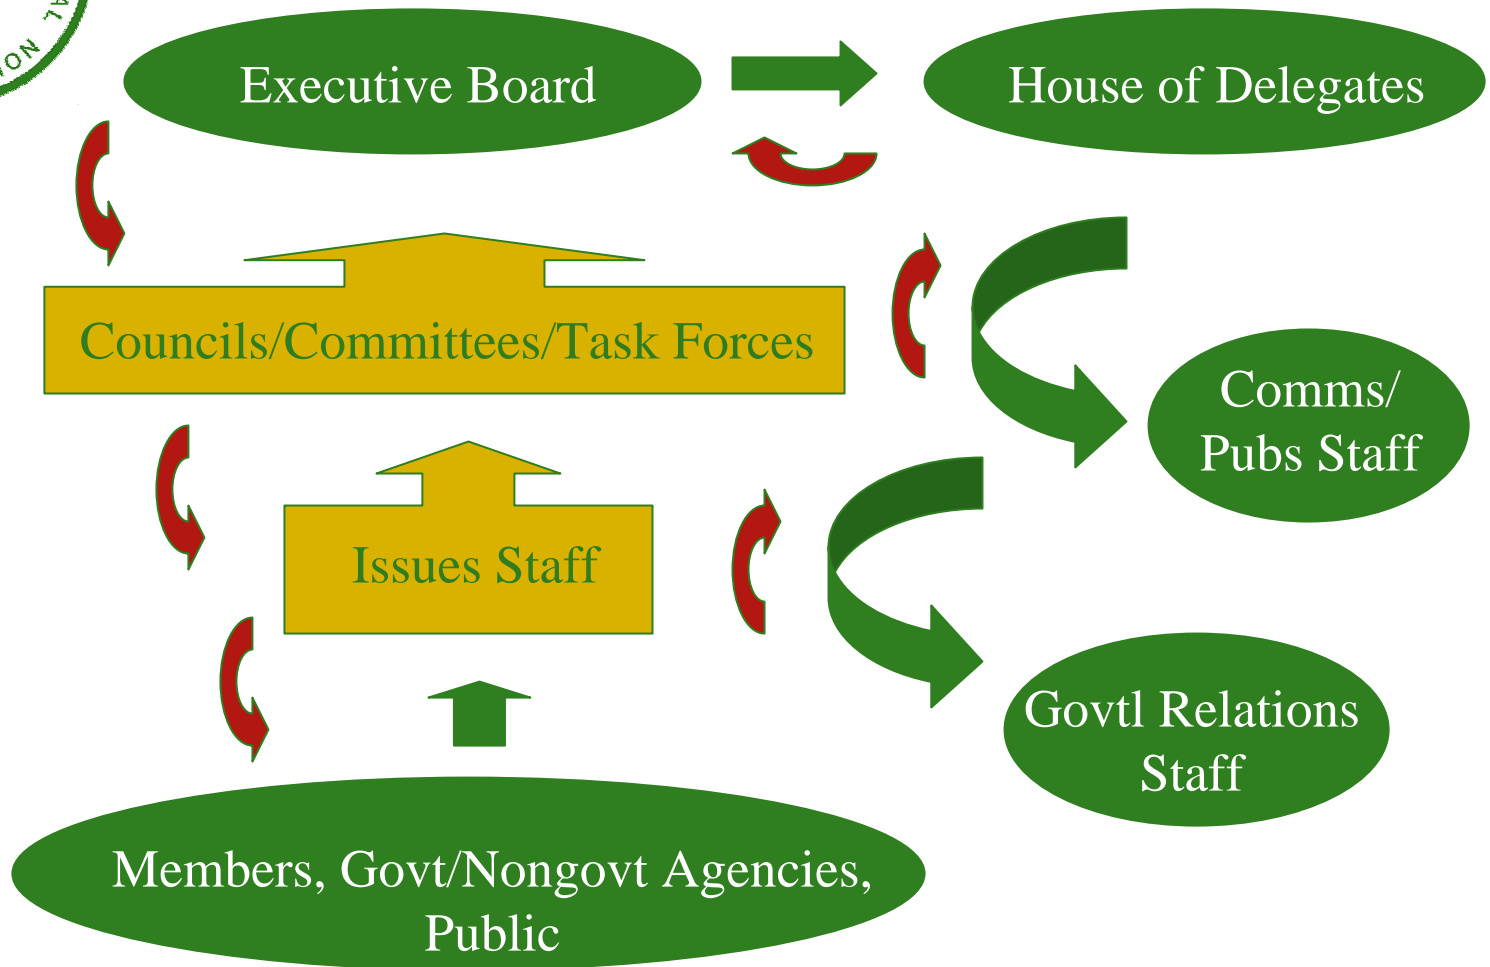 Executive Board
House of Delegates
Councils/Committees/Task Forces
Comms/
Pubs Staff
Issues Staff
Govtl Relations
Staff
Members, Govt/Nongovt Agencies,
Public